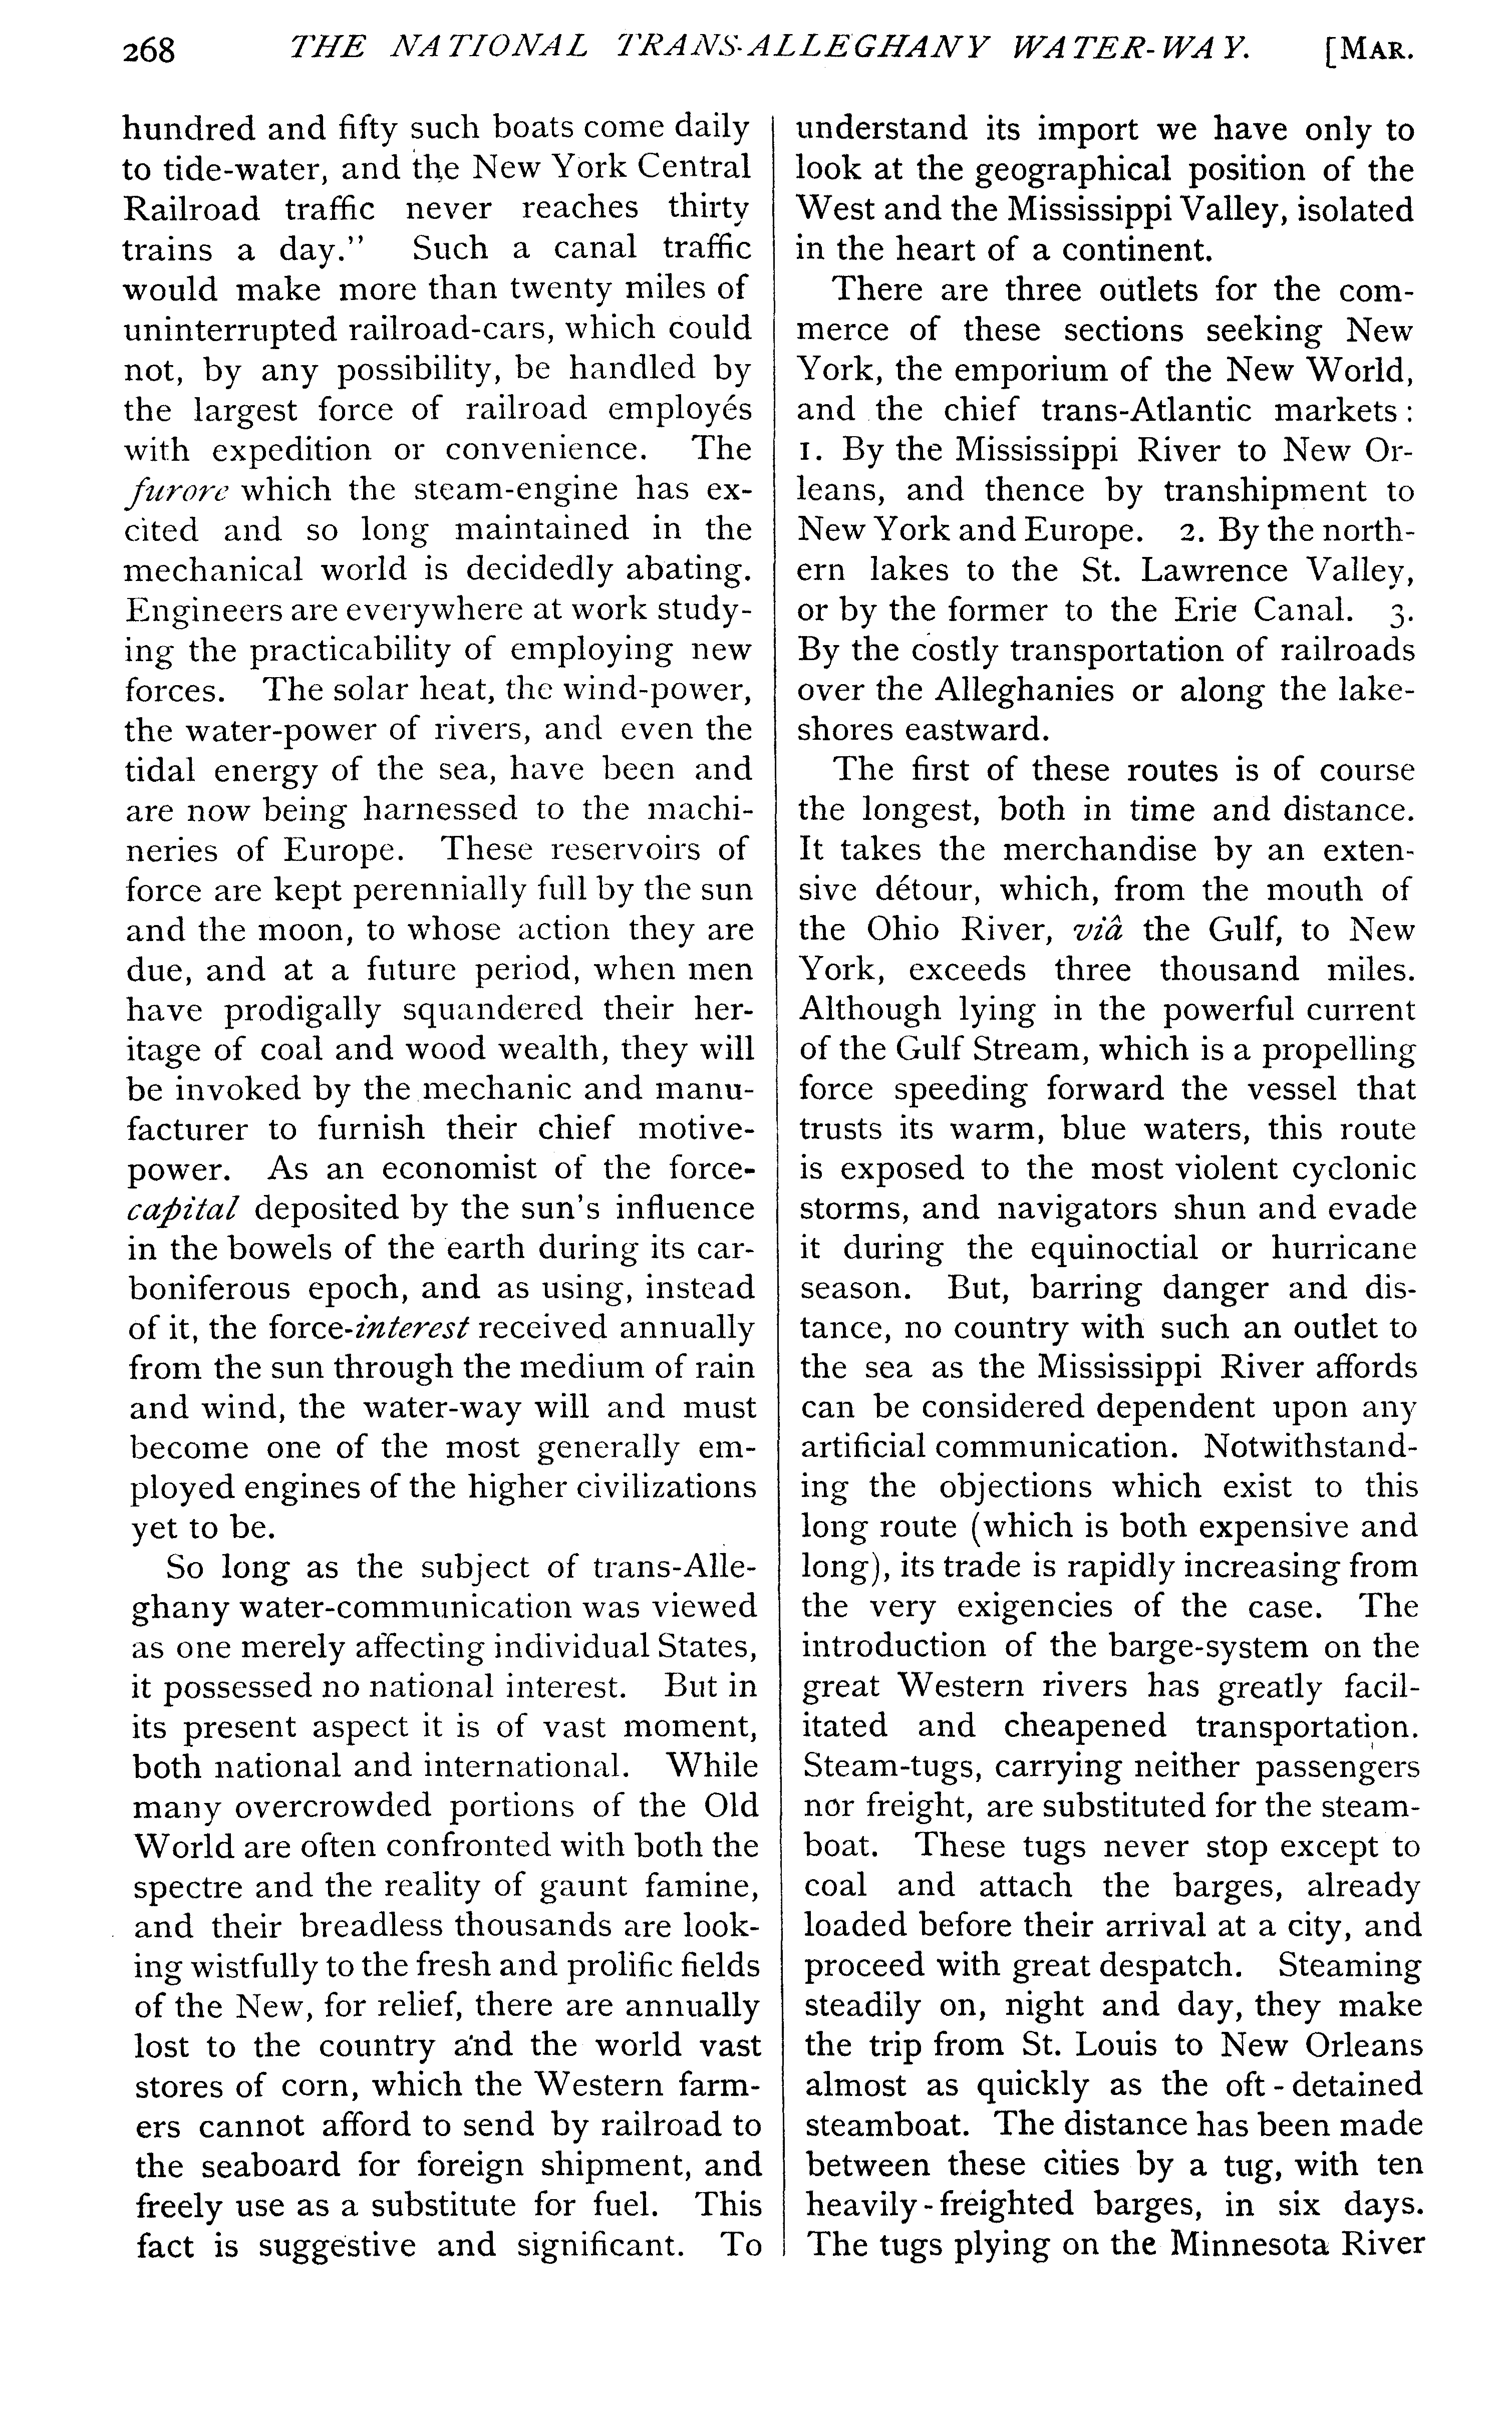 268 THE NATIONAL TRANS-ALLEGHANY WATER-WAY. [MAR.
hundred and fifty such boats come daily
to tide-water, and the New York Central
Railroad traffic never reaches thirty
trains a day." Such a canal traffic
would make more than twenty miles of
uninterrupted railroad-cars, which could
not, by any possibility, be handled by
the largest force of railroad employés
with expedition or convenience. The
furore which the steam-engine has ex-
cited and so long maintained in the
mechanical world is decidedly abating.
Engineers are everywhere at work study-
ing the practicability of employing new
forces. The solar heat, the wind-power,
the water-power of rivers, and even the
tidal energy of the sea, have been and
are now being harnessed to the machi-
neries of Europe. These reservoirs of
force are kept perennially full by the sun
and the moon, to whose action they are
due, and at a future period, when men
have prodigally squandered their her-
itage of coal and wood wealth, they will
be invoked by the mechanic and manu-
facturer to furnish their chief motive-
power. As an economist of the force-
capital deposited by the sun's influence
in the bowels of the earth during its car-
boniferous epoch, and as using, instead
of it, the force-interest received annually
from the sun through the medium of rain
and wind, the water-way will and must
become one of the most generally em-
ployed engines of the higher civilizations
yet to be.
So long as the subject of trans-Alle-
ghany water-communication was viewed
as one merely affecting individual States,
it possessed no national interest. But in
its present aspect it is of vast moment,
both national and international. While
many overcrowded portions of the Old
World are often confronted with both the
spectre and the reality of gaunt famine,
and their breadless thousands are look-
ing wistfully to the fresh and prolific fields
of the New, for relief, there are annually
lost to the country and the world vast
stores of corn, which the Western farm-
ers cannot afford to send by railroad to
the seaboard for foreign shipment, and
freely use as a substitute for fuel. This
fact is suggestive and significant. To
understand its import we have only to
look at the geographical position of the
West and the Mississippi Valley, isolated
in the heart of a continent.
There are three outlets for the com-
merce of these sections seeking New
York, the emporium of the New World,
and the chief trans-Atlantic markets:
1. By the Mississippi River to New Or-
leans, and thence by transhipment to
New York and Europe. 2. By the north-
ern lakes to the St. Lawrence Valley,
or by the former to the Erie Canal. 3.
By the costly transportation of railroads
over the Alleghanies or along the lake-
shores eastward.
The first of these routes is of course
the longest, both in time and distance.
It takes the merchandise by an exten-
sive détour, which, from the mouth of
the Ohio River, viâ the Gulf, to New
York, exceeds three thousand miles.
Although lying in the powerful current
of the Gulf Stream, which is a propelling
force speeding forward the vessel that
trusts its warm, blue waters, this route
is exposed to the most violent cyclonic
storms, and navigators shun and evade
it during the equinoctial or hurricane
season. But, barring danger and dis-
tance, no country with such an outlet to
the sea as the Mississippi River affords
can be considered dependent upon any
artificial communication. Notwithstand-
ing the objections which exist to this
long route (which is both expensive and
long), its trade is rapidly increasing from
the very exigencies of the case. The
introduction of the barge-system on the
great Western rivers has greatly facil-
itated and cheapened transportation.
Steam-tugs, carrying neither passengers
nor freight, are substituted for the steam-
boat. These tugs never stop except to
coal and attach the barges, already
loaded before their arrival at a city, and
proceed with great despatch. Steaming
steadily on, night and day, they make
the trip from St. Louis to New Orleans
almost as quickly as the oft-detained
steamboat. The distance has been made
between these cities by a tug, with ten
heavily-freighted barges, in six days.
The tugs plying on the Minnesota River